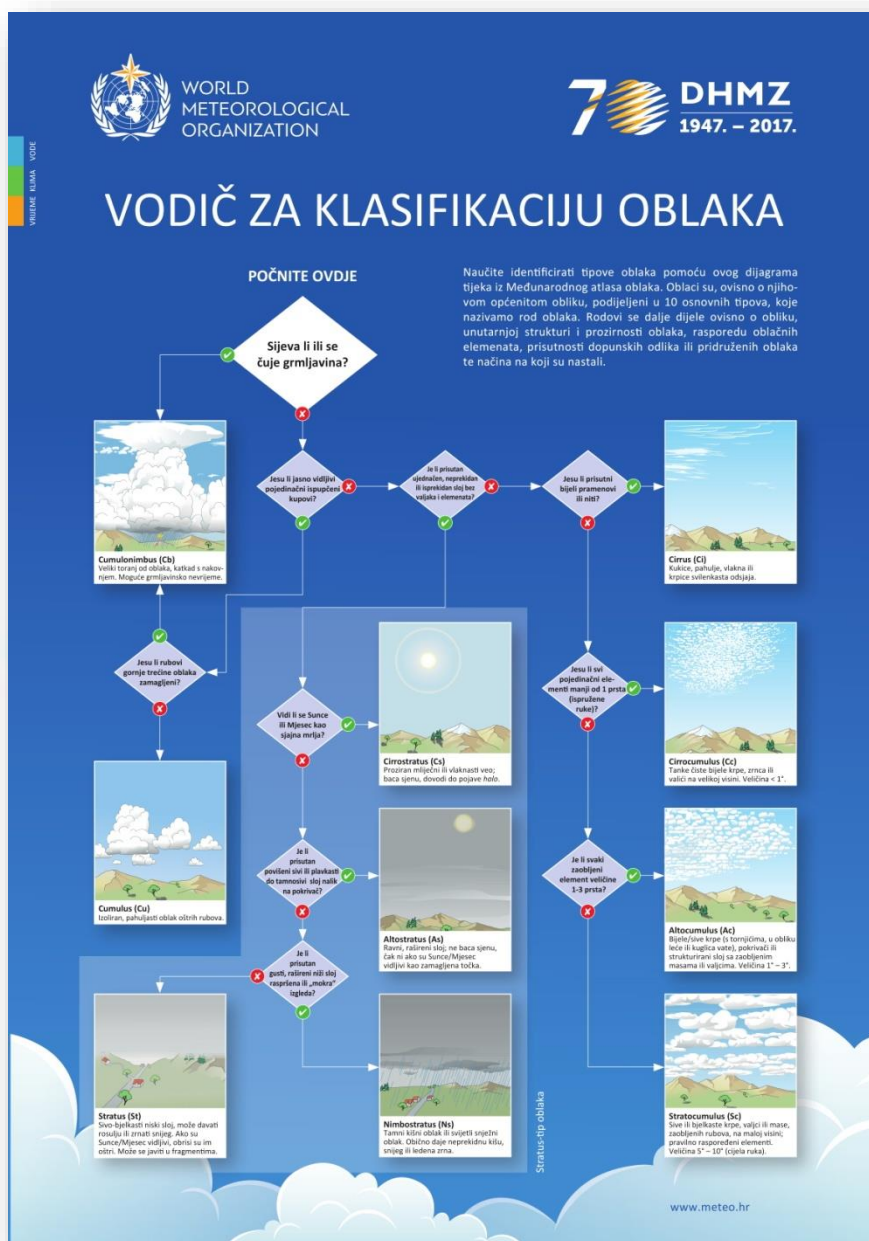 WORLD
METEOROLOGICAL
ORGANIZATION
70 DHMZ
1947. – 2017.
VRIJEME KLIMA VODE
VODIČ ZA KLASIFIKACIJU OBLAKA
POČNITE OVDJE
Naučite identificirati tipove oblaka pomoću ovog dijagrama
tijeka iz Međunarodnog atlasa oblaka. Oblaci su, ovisno o njiho-
vom općenitom obliku, podijeljeni u 10 osnovnih tipova, koje
nazivamo rod oblaka. Rodovi se dalje dijele ovisno o obliku,
unutarnjoj strukturi i prozirnosti oblaka, rasporedu oblačnih
elemenata, prisutnosti dopunskih odlika ili pridruženih oblaka
te načina na koji su nastali.
Sijeva li ili se
čuje grmljavina?
Jesu li jasno vidljivi
pojedinačni ispupčeni
kupovi?
Je li prisutan
ujednačen, neprekidan
ili isprekidan sloj bez
valjaka i elemenata?
Jesu li prisutni
bijeli pramenovi
ili niti?
Cumulonimbus (Cb)
Veliki toranj od oblaka, katkad s nakov-
njem. Moguće grmljavinsko nevrijeme.
Cirrus (Ci)
Kukice, pahulje, vlakna ili
krpice svilenkasta odsjaja.
Jesu li rubovi
gornje trećine oblaka
zamagljeni?
Vidi li se Sunce
ili Mjesec kao
sjajna mrlja?
Cirrostratus (Cs)
Proziran mliječni ili vlaknasti veo;
baca sjenu, dovodi do pojave halo.
Jesu li svi
pojedinačni ele-
menti manji od 1 prsta
(ispružene
ruke)?
Cirrocumulus (Cc)
Tanke čiste bijele krpe, zrnca ili
valići na velikoj visini. Veličina < 1°.
Cumulus (Cu)
Izoliran, pahuljasti oblak oštrih rubova.
Je li
prisutan
povišeni sivi ili plavkasti
do tamnosivi sloj nalik
na pokrivač?
Altostratus (As)
Ravni, rašireni sloj; ne baca sjenu,
čak ni ako su Sunce/Mjesec
vidljivi kao zamagljena točka.
Je li svaki
zaobljeni
element veličine
1-3 prsta?
Altocumulus (Ac)
Bijele/sive krpe (s tornjićima, u obliku
leće ili kuglica vate), pokrivači ili
strukturirani sloj sa zaobljenim
masama ili valjcima. Veličina 1° – 3°.
Je li
prisutan
gusti, rašireni niži sloj
raspršena ili „mokra“
izgleda?
Stratus (St)
Sivo-bjelkasti niski sloj, može davati
rosulju ili zrnati snijeg. Ako su
Sunce/Mjesec vidljivi, obrisi su im
oštri. Može se javiti u fragmentima.
Nimbostratus (Ns)
Tamni kišni oblak ili svijetli snježni
oblak. Obično daje neprekidnu kišu,
snijeg ili ledena zrna.
Stratus-tip oblaka
Stratocumulus (Sc)
Sive ili bjelkaste krpe, valjci ili mase,
zaobljenih rubova, na maloj visini;
pravilno raspoređeni elementi.
Veličina 5° – 10° (cijela ruka).
www.meteo.hr